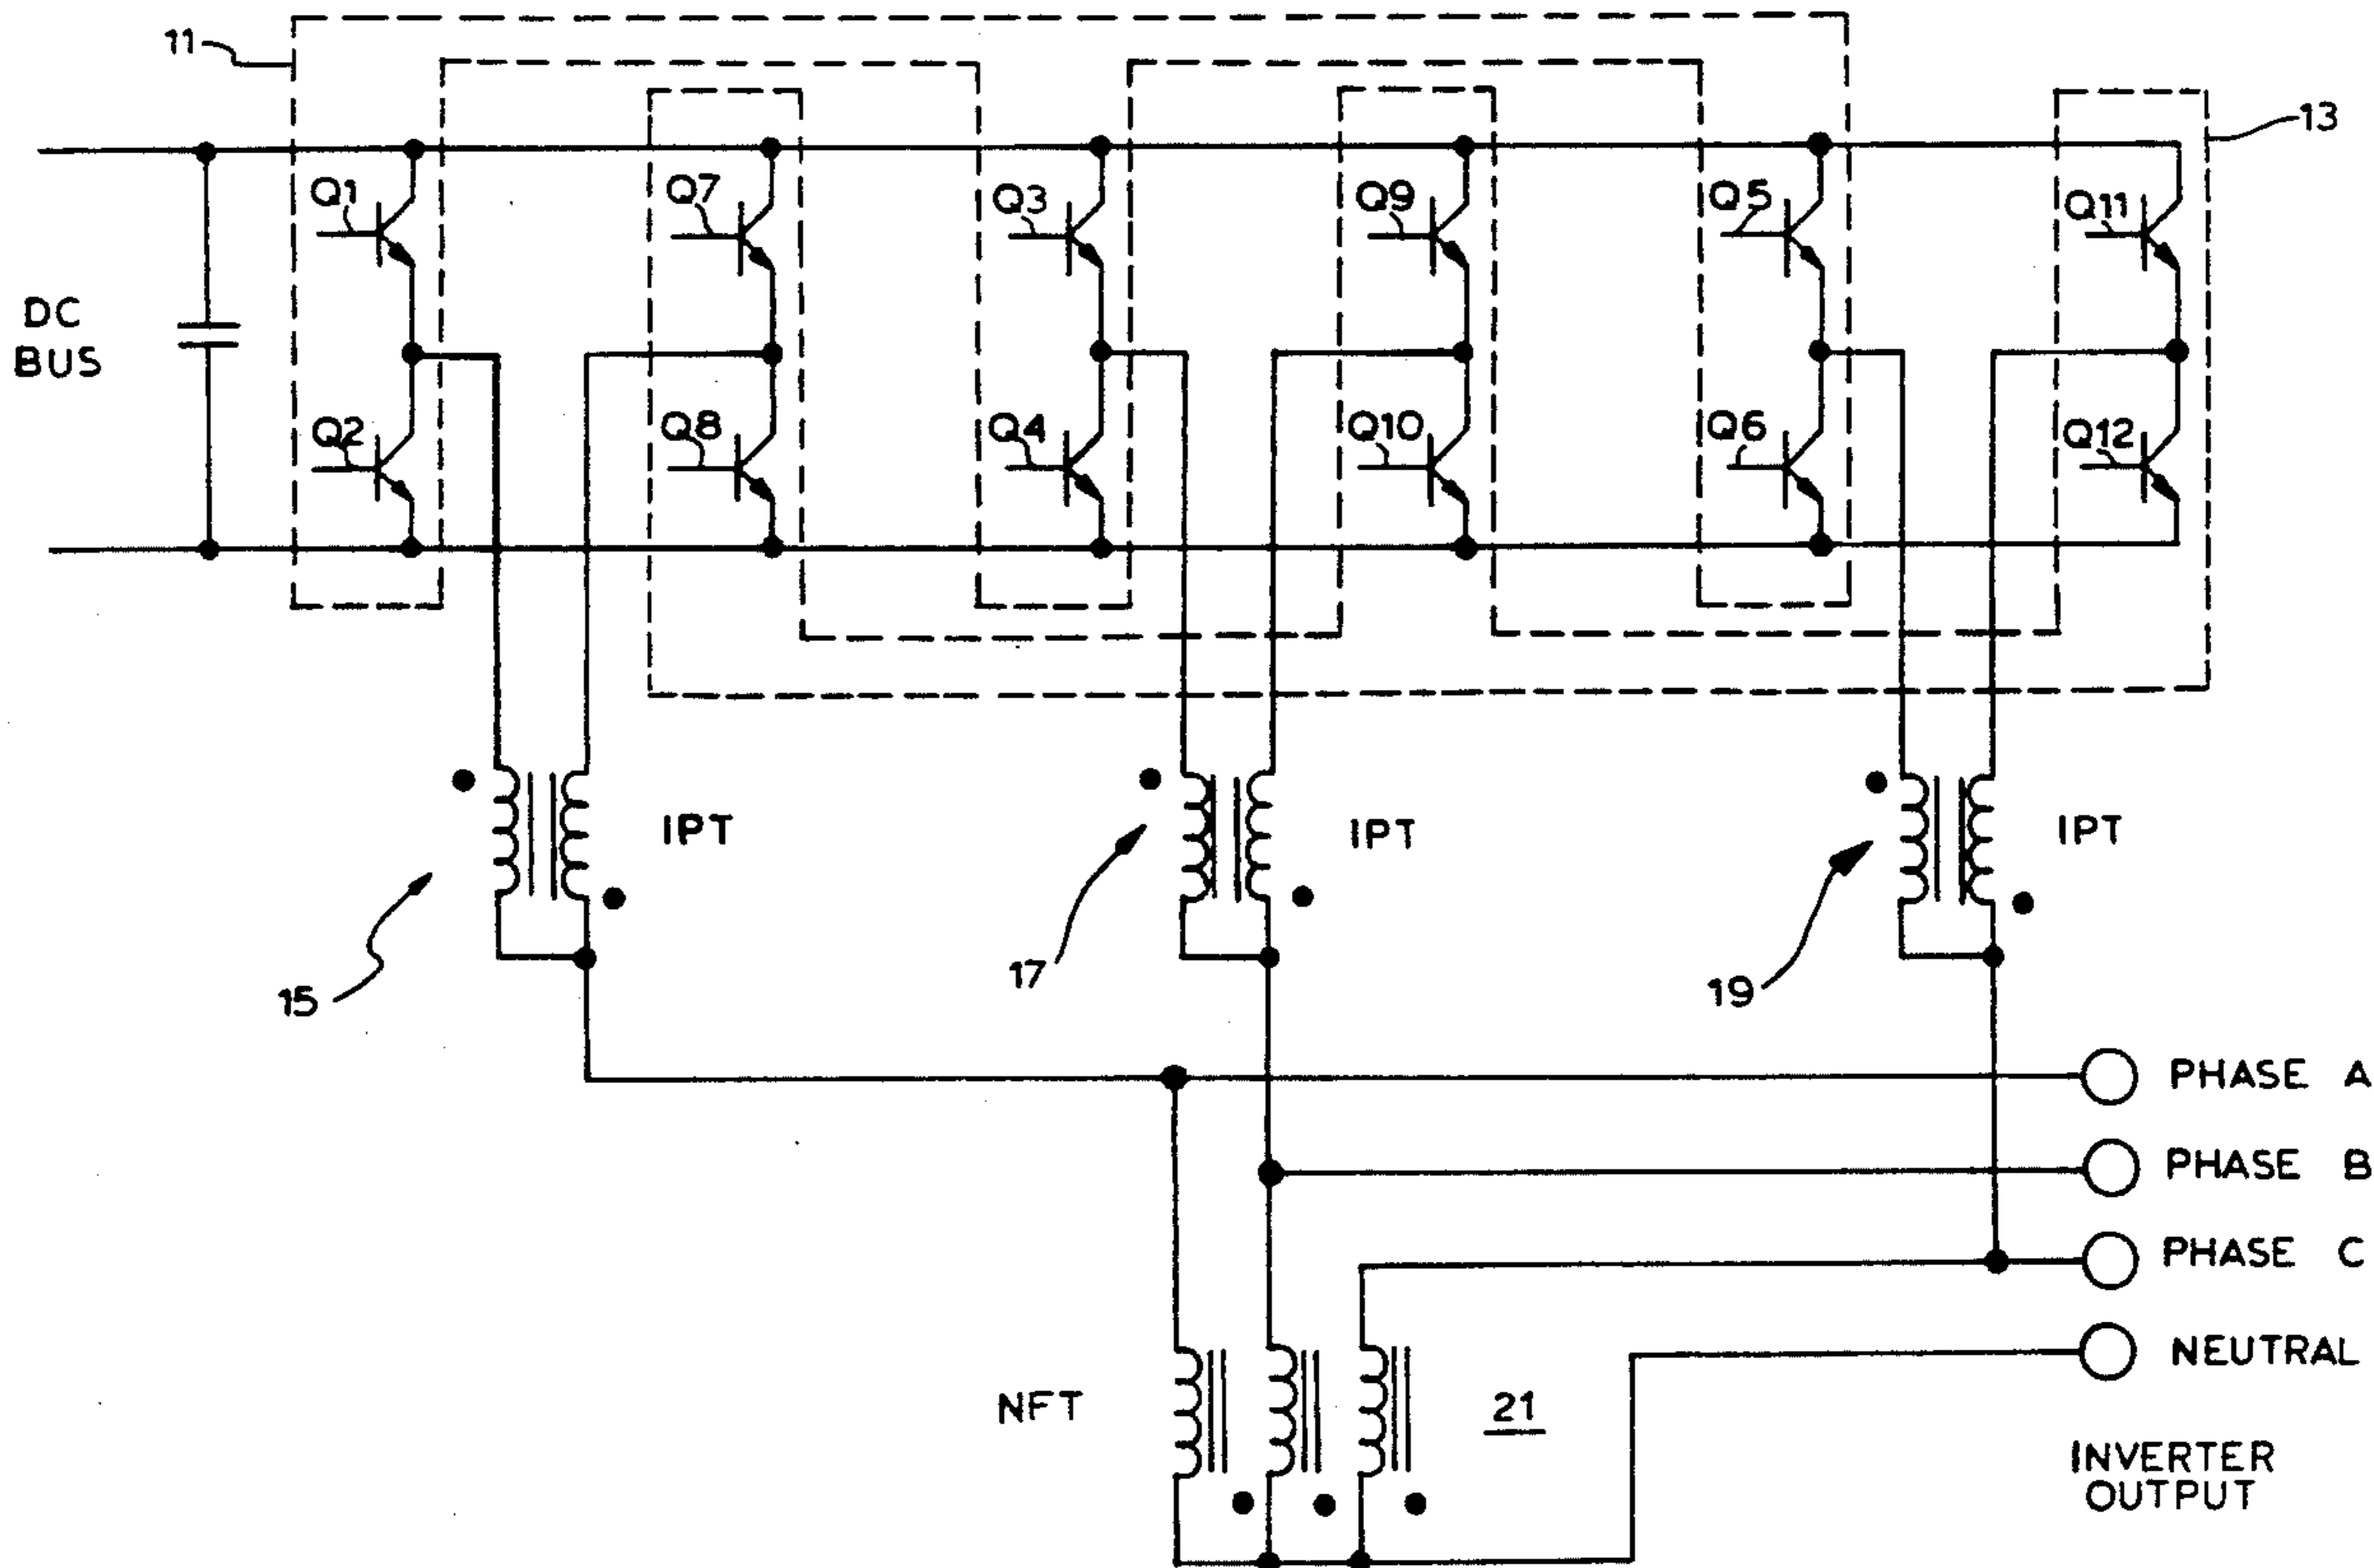 11
13
Q1
Q7
Q3
Q9
Q5
Q11
DC
BUS
Q2
Q8
Q4
Q10
Q6
Q12
IPT
IPT
IPT
15
17
19
PHASE A
PHASE B
PHASE C
NEUTRAL
NFT
21
INVERTER
OUTPUT